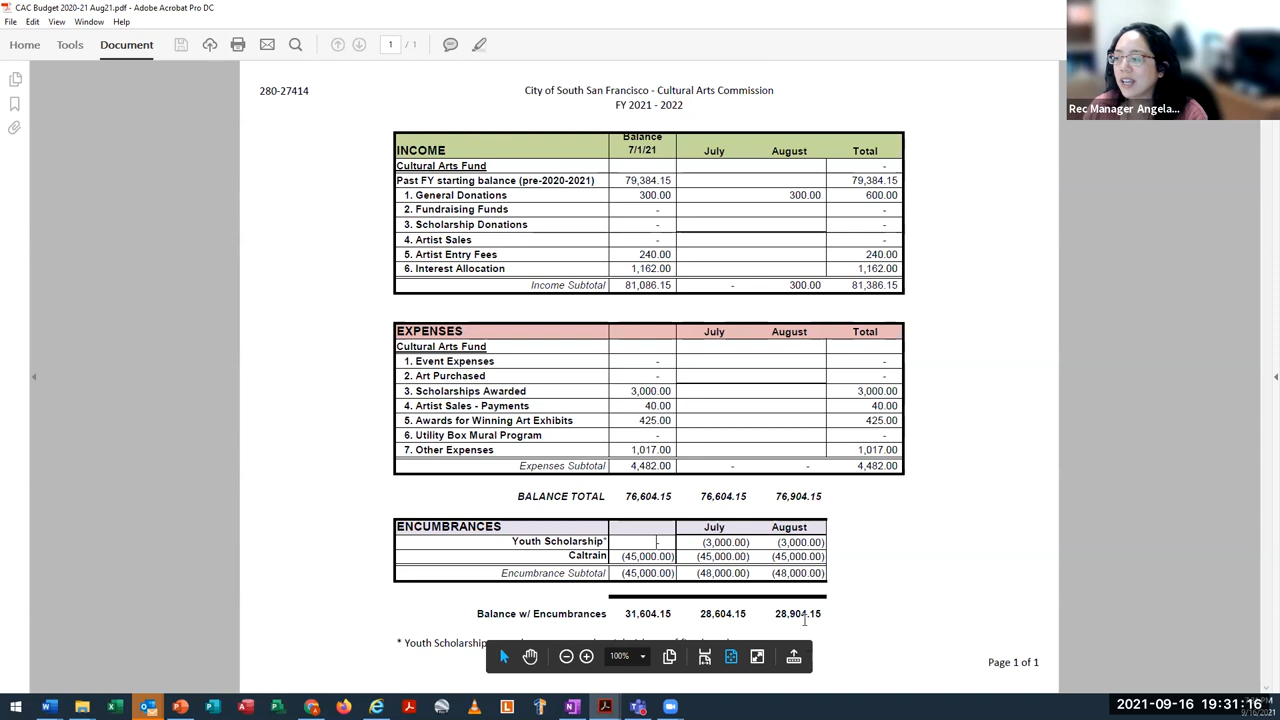 CAC Budget 2020-21 Aug21.pdf - Adobe Acrobat Pro DC
File Edit View Window Help
Home Tools Document 1 / 1
Rec Manager Angela...
280-27414 City of South San Francisco - Cultural Arts Commission
FY 2021 - 2022
INCOME Balance 7/1/21 July August Total
Cultural Arts Fund -
Past FY starting balance (pre-2020-2021) 79,384.15 79,384.15
1. General Donations 300.00 300.00 600.00
2. Fundraising Funds - -
3. Scholarship Donations - -
4. Artist Sales - -
5. Artist Entry Fees 240.00 240.00
6. Interest Allocation 1,162.00 1,162.00
Income Subtotal 81,086.15 - 300.00 81,386.15
EXPENSES July August Total
Cultural Arts Fund
1. Event Expenses - -
2. Art Purchased - -
3. Scholarships Awarded 3,000.00 3,000.00
4. Artist Sales - Payments 40.00 40.00
5. Awards for Winning Art Exhibits 425.00 425.00
6. Utility Box Mural Program - -
7. Other Expenses 1,017.00 1,017.00
Expenses Subtotal 4,482.00 - - 4,482.00
BALANCE TOTAL 76,604.15 76,604.15 76,904.15
ENCUMBRANCES July August
Youth Scholarship* - (3,000.00) (3,000.00)
Caltrain (45,000.00) (45,000.00) (45,000.00)
Encumbrance Subtotal (45,000.00) (48,000.00) (48,000.00)
Balance w/ Encumbrances 31,604.15 28,604.15 28,904.15
* Youth Scholarship
100%
Page 1 of 1
2021-09-16 19:31:16